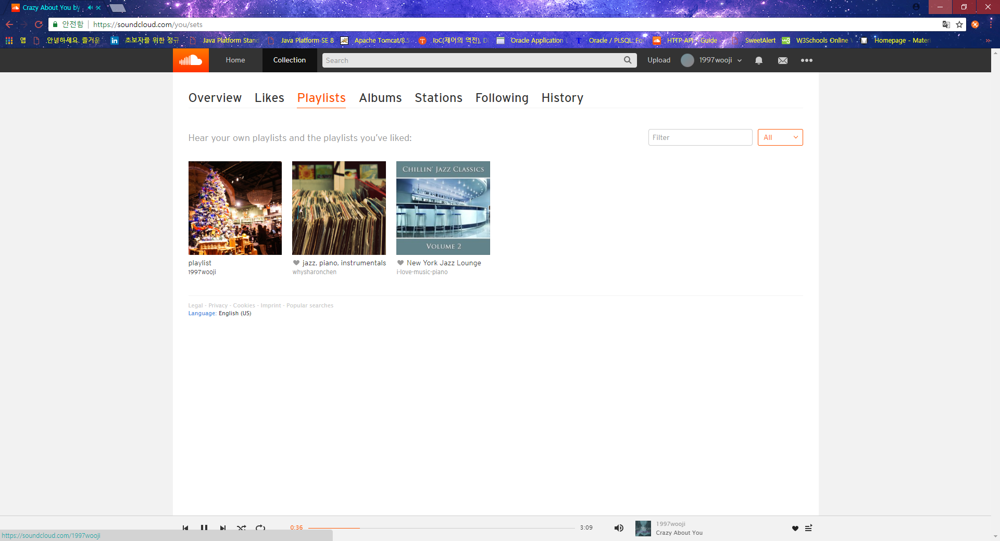 Crazy About You by
안전함 https://soundcloud.com/you/sets
앱 안녕하세요. 즐거운 초보자를 위한 정규 Java Platform Stand Java Platform SE 8 Apache Tomcat/8.5 IoC(제어의 역전), D Oracle Application Oracle / PLSQL: HTTP API - Guide SweetAlert W3Schools Online Homepage - Materi
Home Collection Search Upload 1997wooji
Overview Likes Playlists Albums Stations Following History
Hear your own playlists and the playlists you’ve liked: Filter All
CHILLIN' JAZZ CLASSICS
VOLUME 2
playlist jazz, piano, instrumentals New York Jazz Lounge
1997wooji whysharonchen i-love-music-piano
Legal - Privacy - Cookies - Imprint - Popular searches
Language: English (US)
0:36 3:09 1997wooji
Crazy About You
https://soundcloud.com/1997wooji